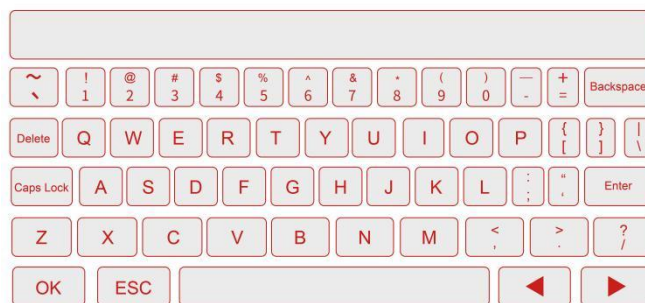 ~ ! @ # $ % ^ & * ( ) — +
、 1 2 3 4 5 6 7 8 9 0 - = Backspace
Delete Q W E R T Y U I O P { [ } ] | \
Caps Lock A S D F G H J K L : ; “ ‘ Enter
Z X C V B N M < , > . ? /
OK ESC ◀ ▶